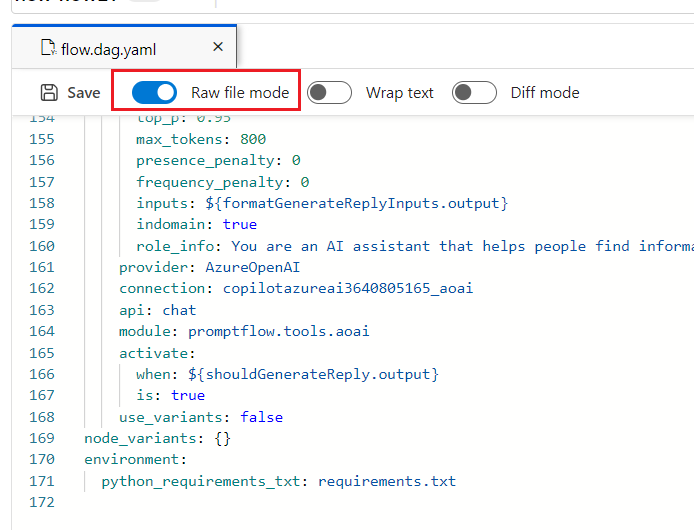 flow.dag.yaml ✕
Save Raw file mode Wrap text Diff mode
154 top_p: 0.95
155 max_tokens: 800
156 presence_penalty: 0
157 frequency_penalty: 0
158 inputs: ${formatGenerateReplyInputs.output}
159 indomain: true
160 role_info: You are an AI assistant that helps people find informa
161 provider: AzureOpenAI
162 connection: copilotazureai3640805165_aoai
163 api: chat
164 module: promptflow.tools.aoai
165 activate:
166 when: ${shouldGenerateReply.output}
167 is: true
168 use_variants: false
169 node_variants: {}
170 environment:
171 python_requirements_txt: requirements.txt
172